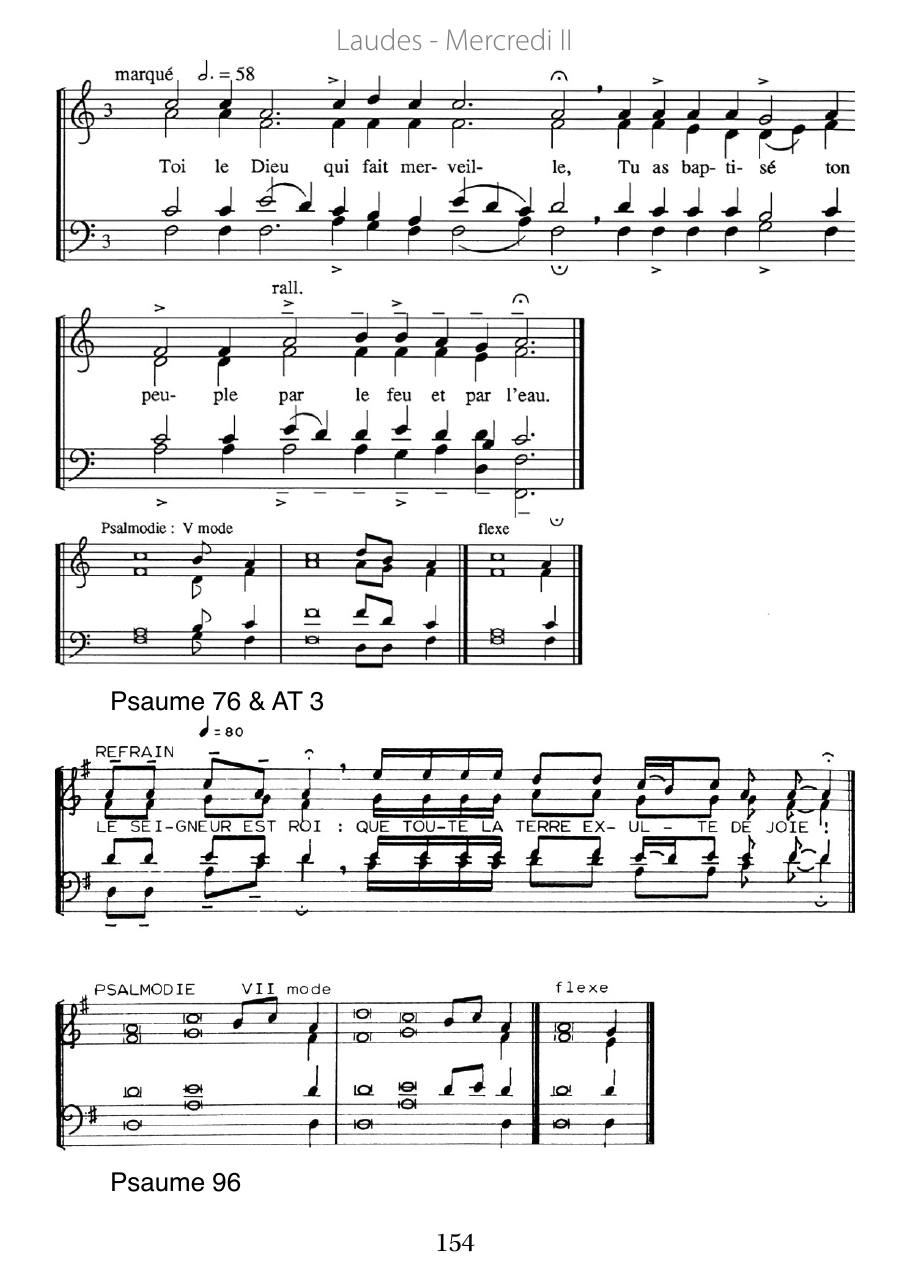 Laudes - Mercredi II
marqué 𝅗𝅥. = 58
3
Toi le Dieu qui fait mer- veil- le, Tu as bap- ti- sé ton
3
rall.
peu- ple par le feu et par l'eau.
Psalmodie : V mode flexe
Psaume 76 & AT 3
♩ = 80
REFRAIN
LE SEI-GNEUR EST ROI : QUE TOU-TE LA TERRE EX- UL - TE DE JOIE !
PSALMODIE VII mode flexe
Psaume 96
154